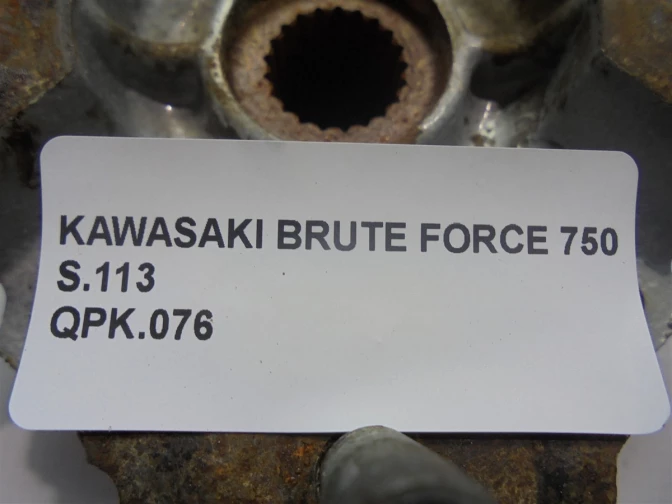 KAWASAKI BRUTE FORCE 750
S.113
QPK.076